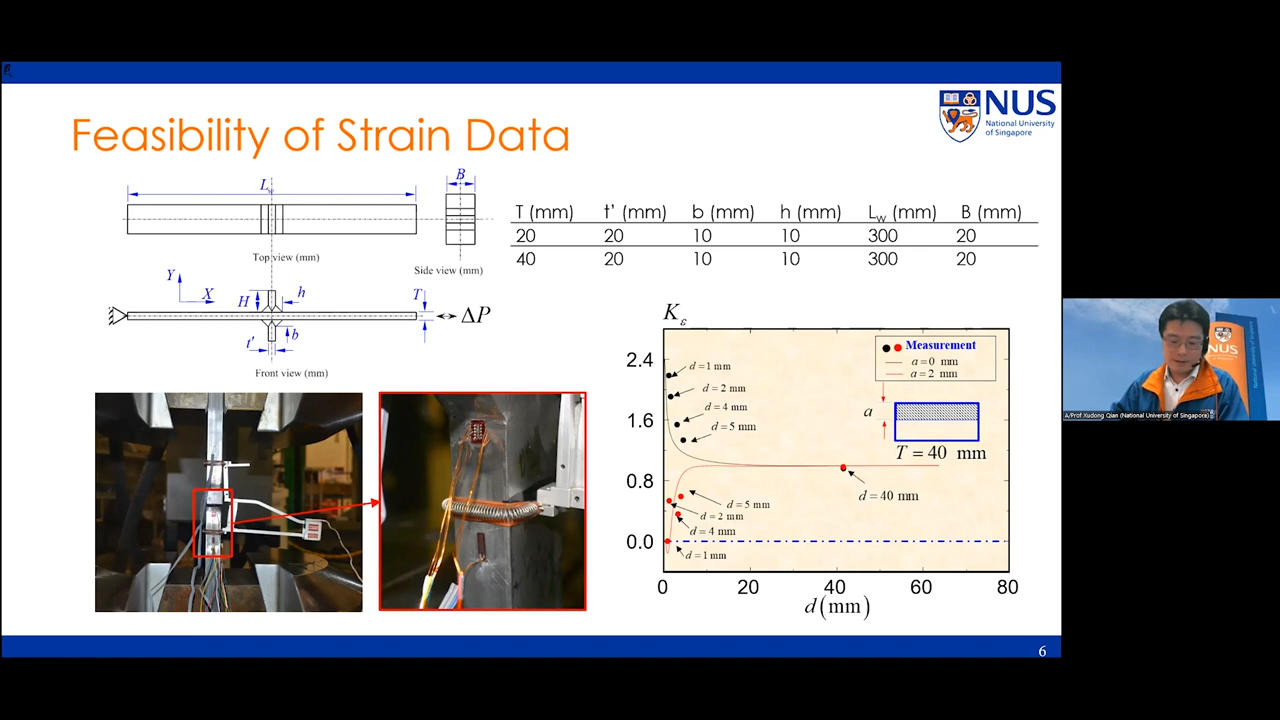 NUS
National University
of Singapore
Feasibility of Strain Data
L_w
B
Top view (mm)
Side view (mm)
Y
X
H
h
T
ΔP
t'
b
Front view (mm)
T (mm) t' (mm) b (mm) h (mm) L_w (mm) B (mm)
20 20 10 10 300 20
40 20 10 10 300 20
K_ε
Measurement
a=0 mm
a=2 mm
a
T = 40 mm
d=1 mm
d=2 mm
d=4 mm
d=5 mm
d=40 mm
d=5 mm
d=2 mm
d=4 mm
d=1 mm
2.4
1.6
0.8
0.0
0 20 40 60 80
d(mm)
6
NUS
A/Prof Xudong Qian (National University of Singapore)